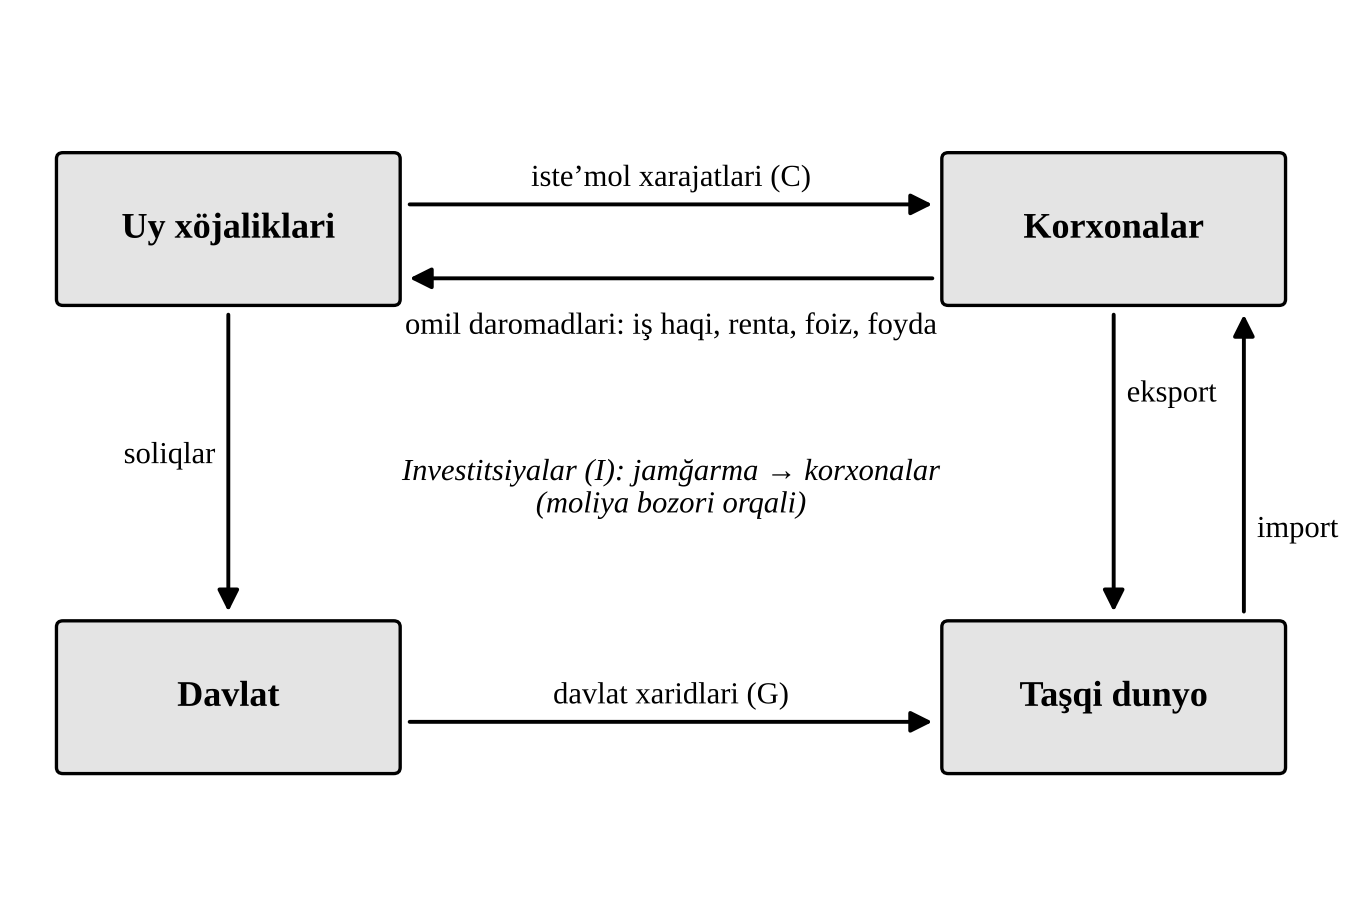 iste’mol xarajatlari (C)
Uy xöjaliklari
Korxonalar
omil daromadlari: iş haqi, renta, foiz, foyda
eksport
soliqlar
Investitsiyalar (I): jamğarma → korxonalar
(moliya bozori orqali)
import
Davlat
davlat xaridlari (G)
Taşqi dunyo